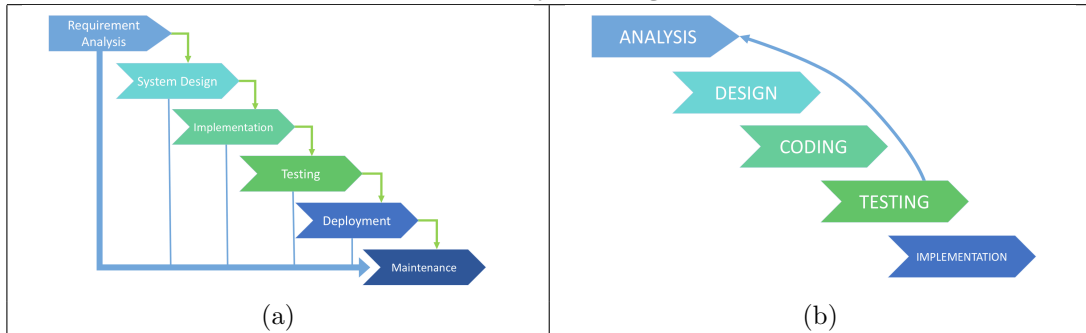 Requirement
Analysis
System Design
Implementation
Testing
Deployment
Maintenance
(a)
ANALYSIS
DESIGN
CODING
TESTING
IMPLEMENTATION
(b)